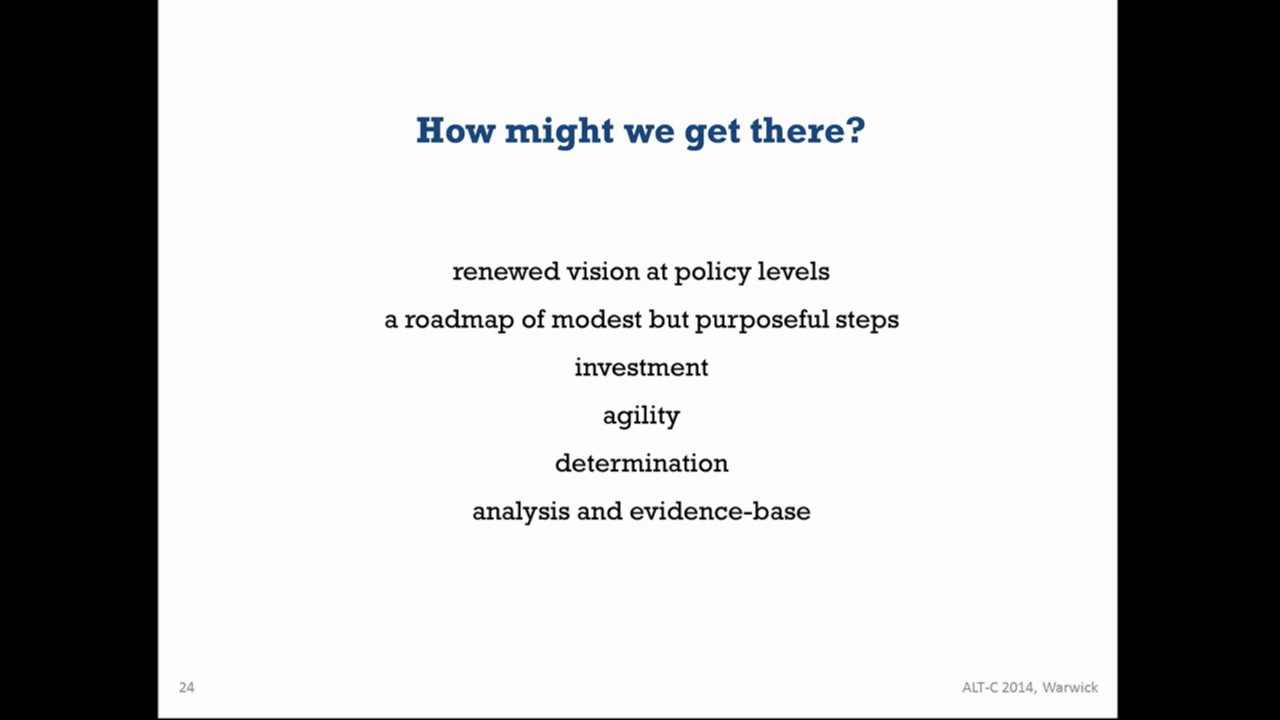 How might we get there?
renewed vision at policy levels
a roadmap of modest but purposeful steps
investment
agility
determination
analysis and evidence-base
24
ALT-C 2014, Warwick